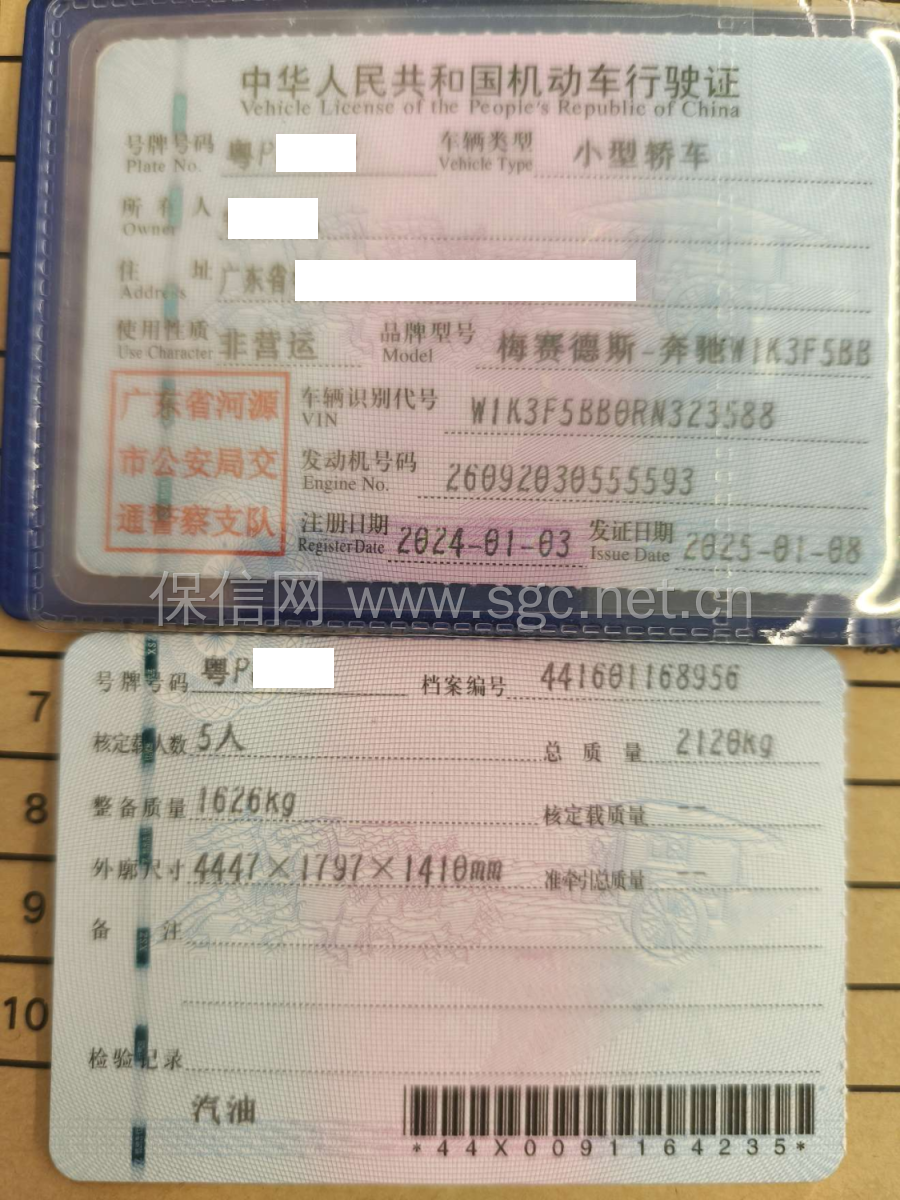 中华人民共和国机动车行驶证
Vehicle License of the People's Republic of China
号牌号码 粤P 车辆类型 小型轿车
Plate No. Vehicle Type
所有人
Owner
住址 广东省
Address
使用性质 非营运 品牌型号 梅赛德斯-奔驰W1K3F5BB
Use Character Model
广东省河源
市公安局交
通警察支队
车辆识别代号 W1K3F5BB0RN323588
VIN
发动机号码 26092030555593
Engine No.
注册日期 2024-01-03 发证日期 2025-01-08
Register Date Issue Date
保信网 www.sgc.net.cn
号牌号码 粤P 档案编号 441601168956
核定载人数 5人 总质量 2120kg
7
整备质量 1626kg 核定载质量 --
8
外廓尺寸 4447×1797×1410mm 准牵引总质量 --
9
备注
10
检验记录
汽油
*44X0091164235*